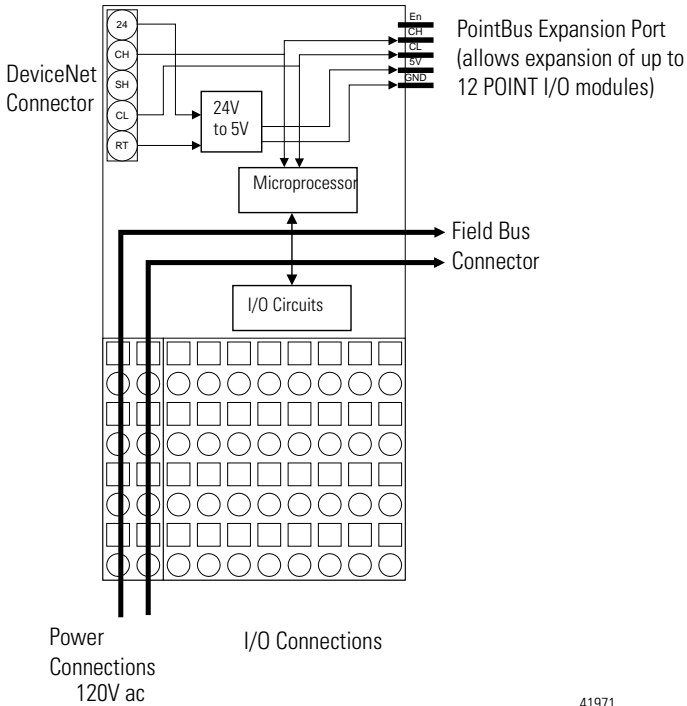 DeviceNet
Connector
24
CH
SH
CL
RT
24V
to 5V
En
CH
CL
5V
GND
PointBus Expansion Port
(allows expansion of up to
12 POINT I/O modules)
Microprocessor
Field Bus
Connector
I/O Circuits
Power
Connections
120V ac
I/O Connections
41971